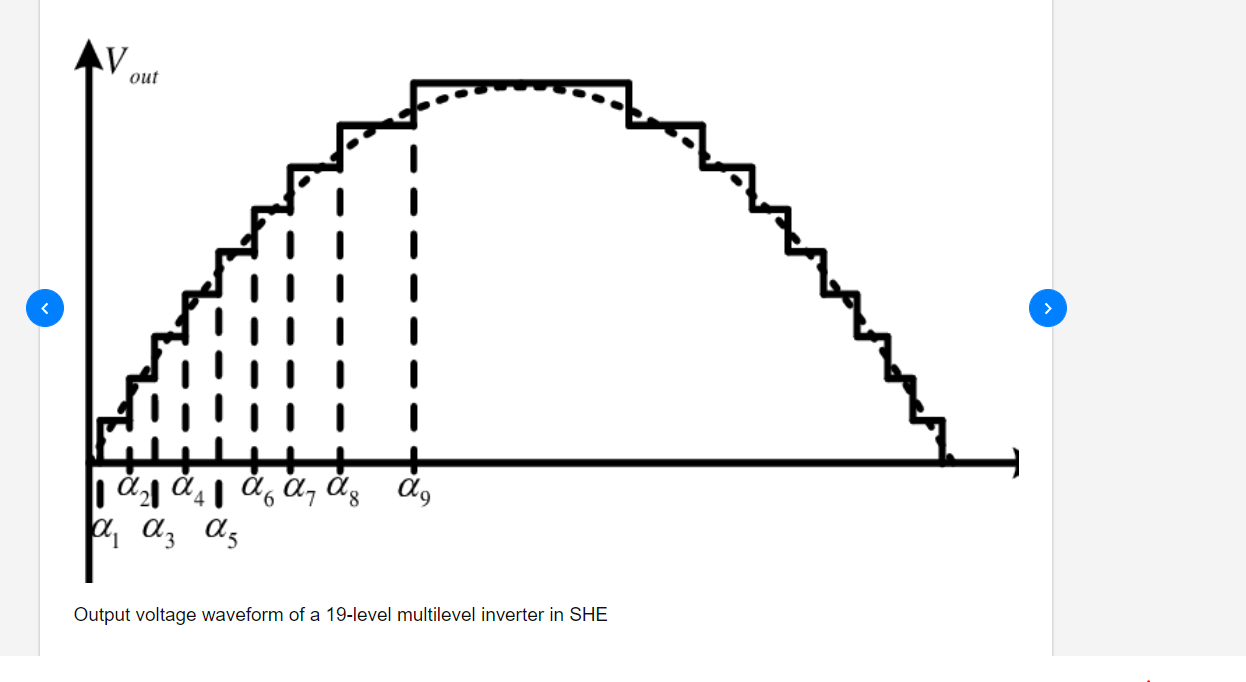 V out
α2 α4 α6 α7 α8 α9
α1 α3 α5
Output voltage waveform of a 19-level multilevel inverter in SHE